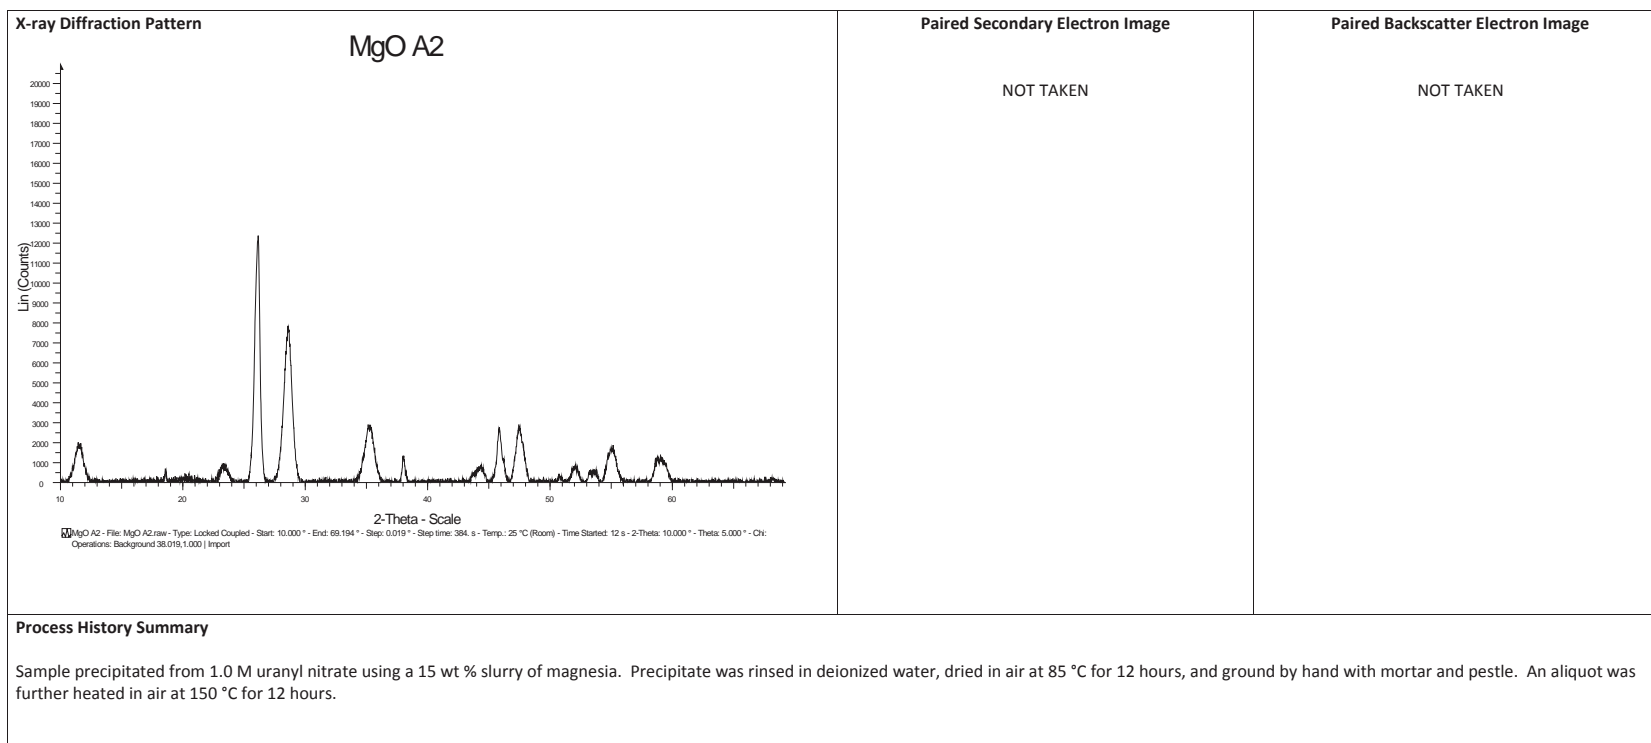 X-ray Diffraction Pattern
MgO A2
20000
19000
18000
17000
16000
15000
14000
13000
12000
11000
10000
9000
8000
7000
6000
5000
4000
3000
2000
1000
0
Lin (Counts)
10 20 30 40 50 60
2-Theta - Scale
MgO A2 - File: MgO A2.raw - Type: Locked Coupled - Start: 10.000 ° - End: 69.194 ° - Step: 0.019 ° - Step time: 384. s - Temp.: 25 °C (Room) - Time Started: 12 s - 2-Theta: 10.000 ° - Theta: 5.000 ° - Chi:
Operations: Background 38.019,1.000 | Import
Paired Secondary Electron Image
NOT TAKEN
Paired Backscatter Electron Image
NOT TAKEN
Process History Summary
Sample precipitated from 1.0 M uranyl nitrate using a 15 wt % slurry of magnesia. Precipitate was rinsed in deionized water, dried in air at 85 °C for 12 hours, and ground by hand with mortar and pestle. An aliquot was
further heated in air at 150 °C for 12 hours.